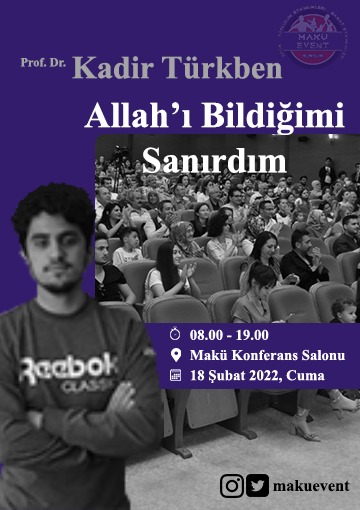 MAKU
EVENT
Prof. Dr. Kadir Türkben
Allah’ı Bildiğimi
Sanırdım
Reebok
CLASSIC
08.00 - 19.00
Makü Konferans Salonu
18 Şubat 2022, Cuma
makuevent